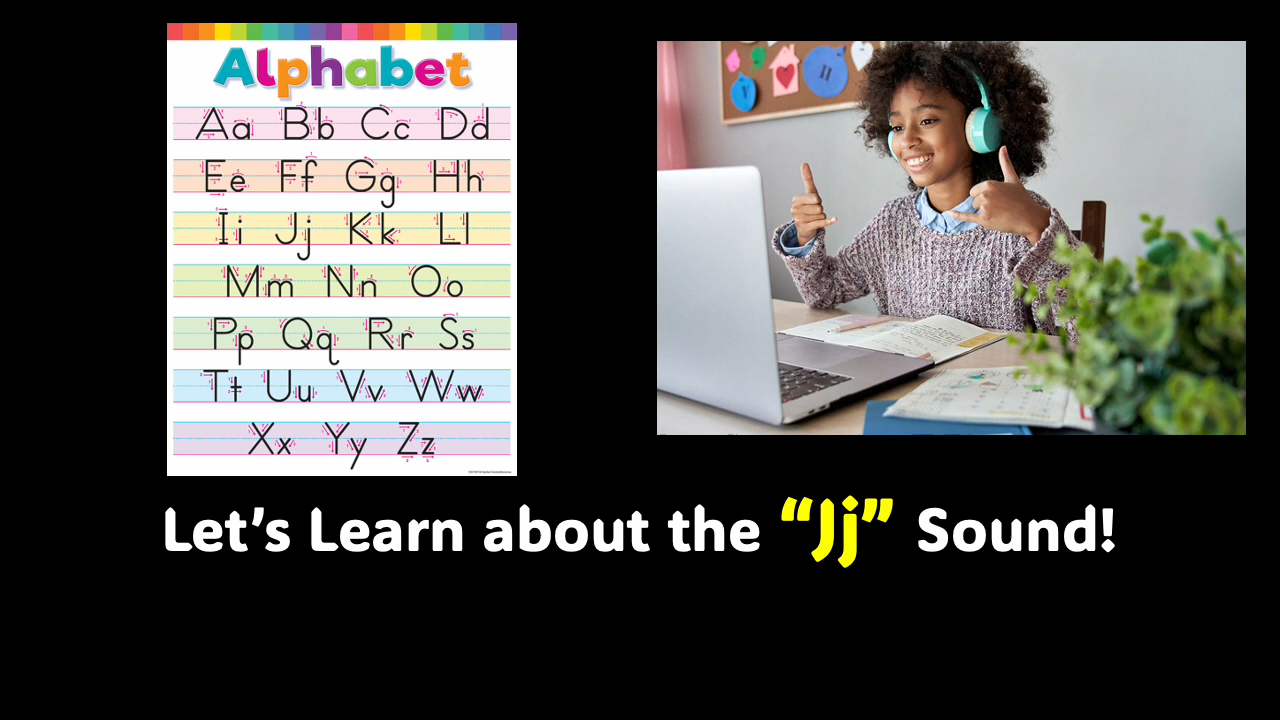 Alphabet
Aa Bb Cc Dd
Ee Ff Gg Hh
Ii Jj Kk Ll
Mm Nn Oo
Pp Qq Rr Ss
Tt Uu Vv Ww
Xx Yy Zz
Let’s Learn about the “Jj” Sound!